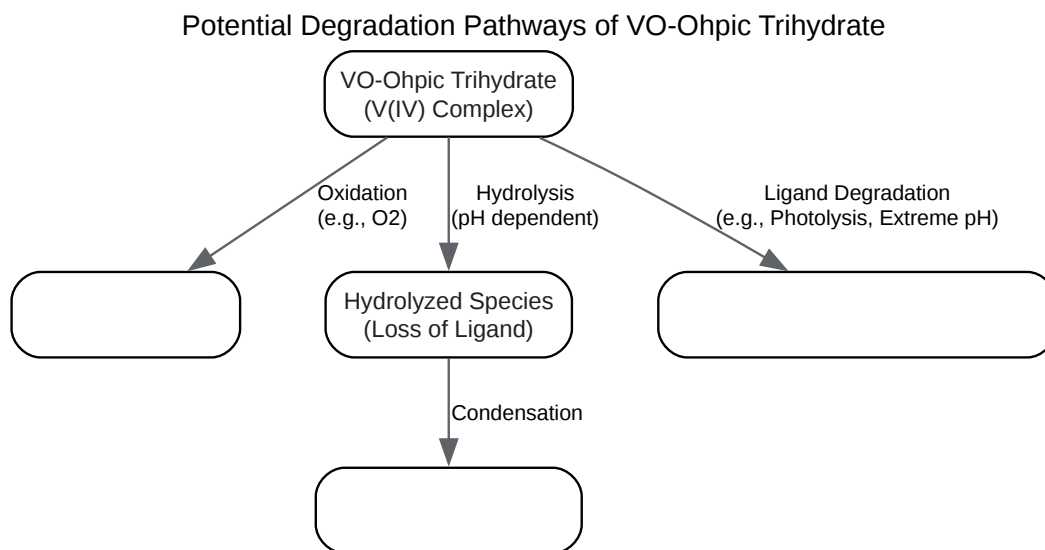 Potential Degradation Pathways of VO-Ohpic Trihydrate
VO-Ohpic Trihydrate
(V(IV) Complex)
Oxidation
(e.g., O2)
Hydrolysis
(pH dependent)
Ligand Degradation
(e.g., Photolysis, Extreme pH)
Hydrolyzed Species
(Loss of Ligand)
Condensation